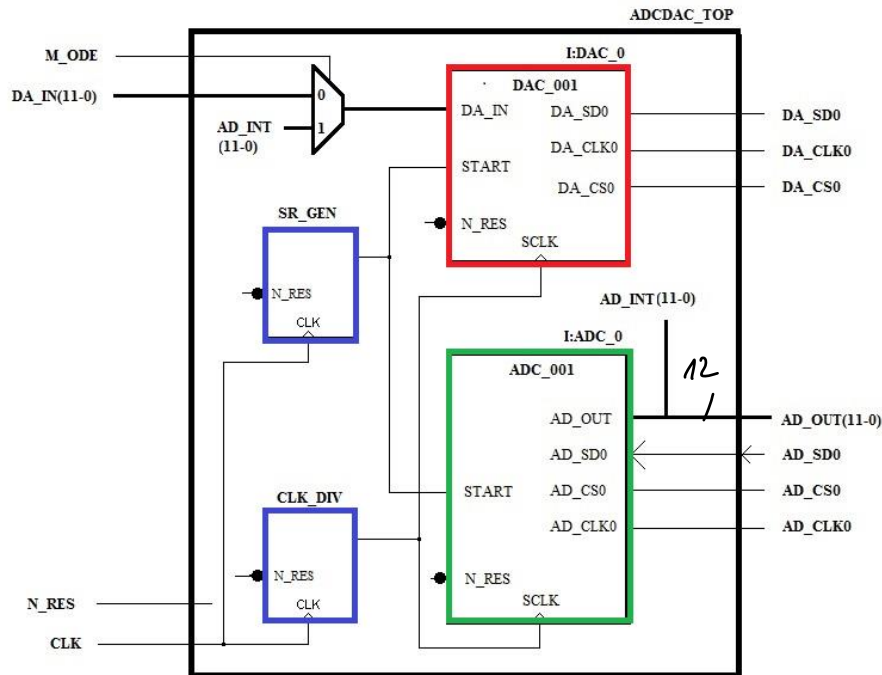 ADCDAC_TOP
M_ODE
I:DAC_0
DAC_001
DA_IN(11-0)
0
1
AD_INT
(11-0)
DA_IN
DA_SD0
DA_SD0
DA_CLK0
DA_CLK0
START
DA_CS0
DA_CS0
SR_GEN
N_RES
SCLK
N_RES
CLK
AD_INT(11-0)
I:ADC_0
ADC_001
12
AD_OUT
AD_OUT(11-0)
AD_SD0
AD_SD0
CLK_DIV
START
AD_CS0
AD_CS0
AD_CLK0
AD_CLK0
N_RES
N_RES
CLK
SCLK
N_RES
CLK